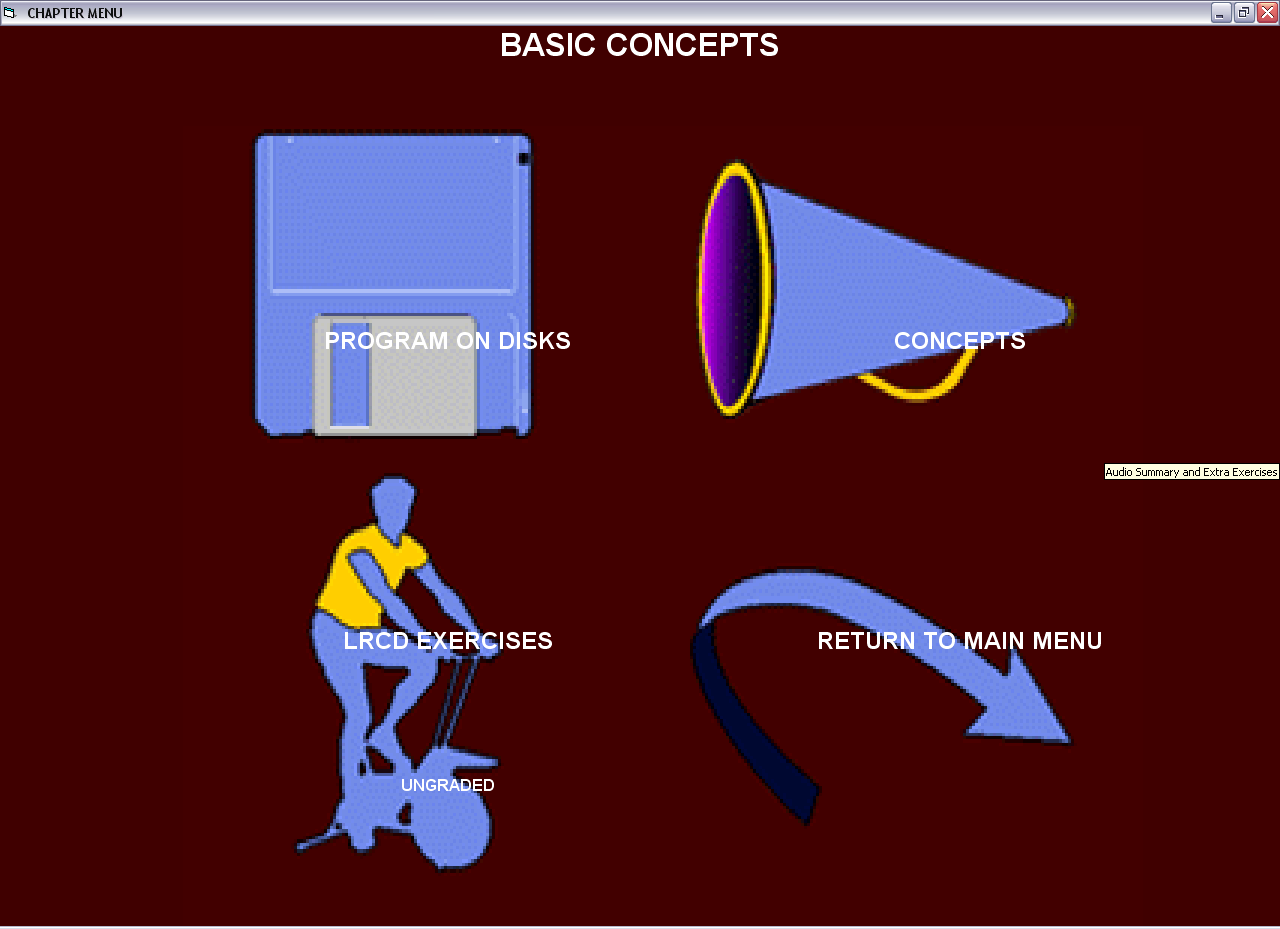 CHAPTER MENU
BASIC CONCEPTS
PROGRAM ON DISKS
CONCEPTS
Audio Summary and Extra Exercises
LRCD EXERCISES
RETURN TO MAIN MENU
UNGRADED